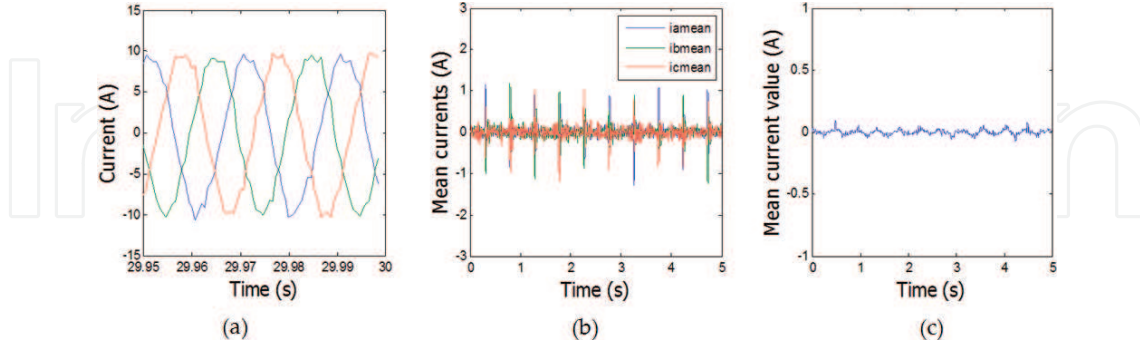 Current (A)
15
10
5
0
-5
-10
-15
29.95 29.96 29.97 29.98 29.99 30
Time (s)
(a)
Mean currents (A)
3
2
1
0
-1
-2
-3
iamean
ibmean
icmean
0 1 2 3 4 5
Time (s)
(b)
Mean current value (A)
1
0.5
0
-0.5
-1
0 1 2 3 4 5
Time (s)
(c)